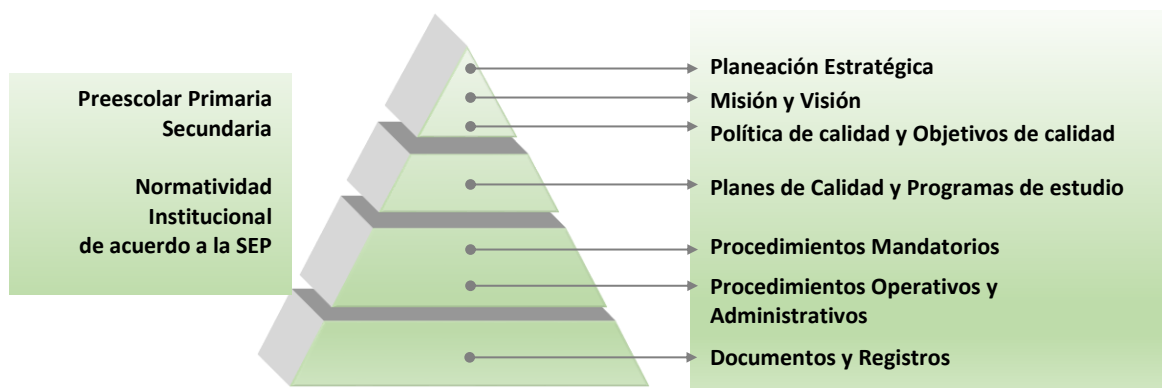 Preescolar Primaria
Secundaria
Normatividad
Institucional
de acuerdo a la SEP
Planeación Estratégica
Misión y Visión
Política de calidad y Objetivos de calidad
Planes de Calidad y Programas de estudio
Procedimientos Mandatorios
Procedimientos Operativos y
Administrativos
Documentos y Registros